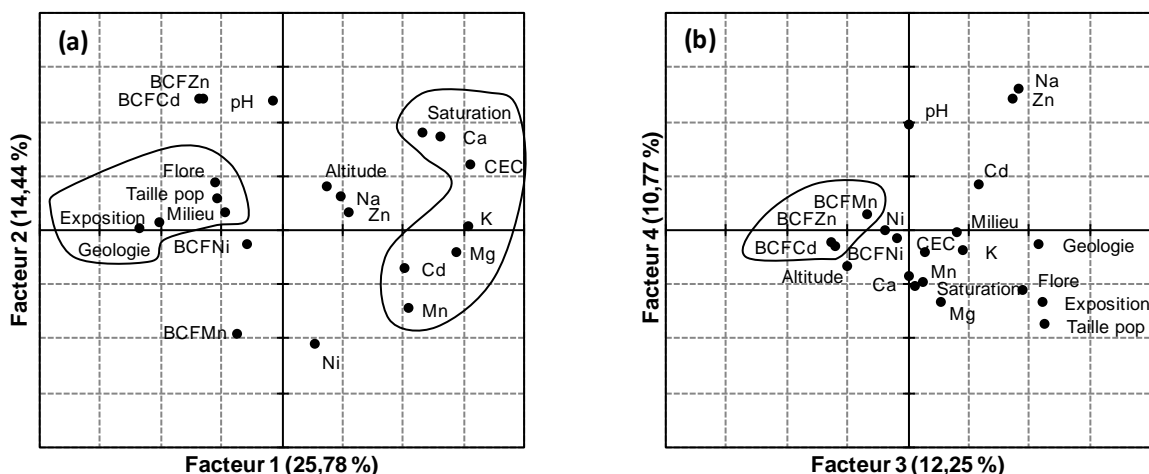 (a)
BCFZn
BCFCd
pH
Saturation
Ca
CEC
Flore
Taille pop
Exposition
Milieu
Geologie
BCFNi
Altitude
Na
Zn
K
Mg
Cd
Mn
BCFMn
Ni
Facteur 2 (14,44 %)
Facteur 1 (25,78 %)
(b)
Na
Zn
pH
Cd
BCFMn
BCFZn
Ni
Milieu
BCFCd
BCFNi
CEC
K
Geologie
Altitude
Mn
Ca
Saturation
Flore
Mg
Exposition
Taille pop
Facteur 4 (10,77 %)
Facteur 3 (12,25 %)